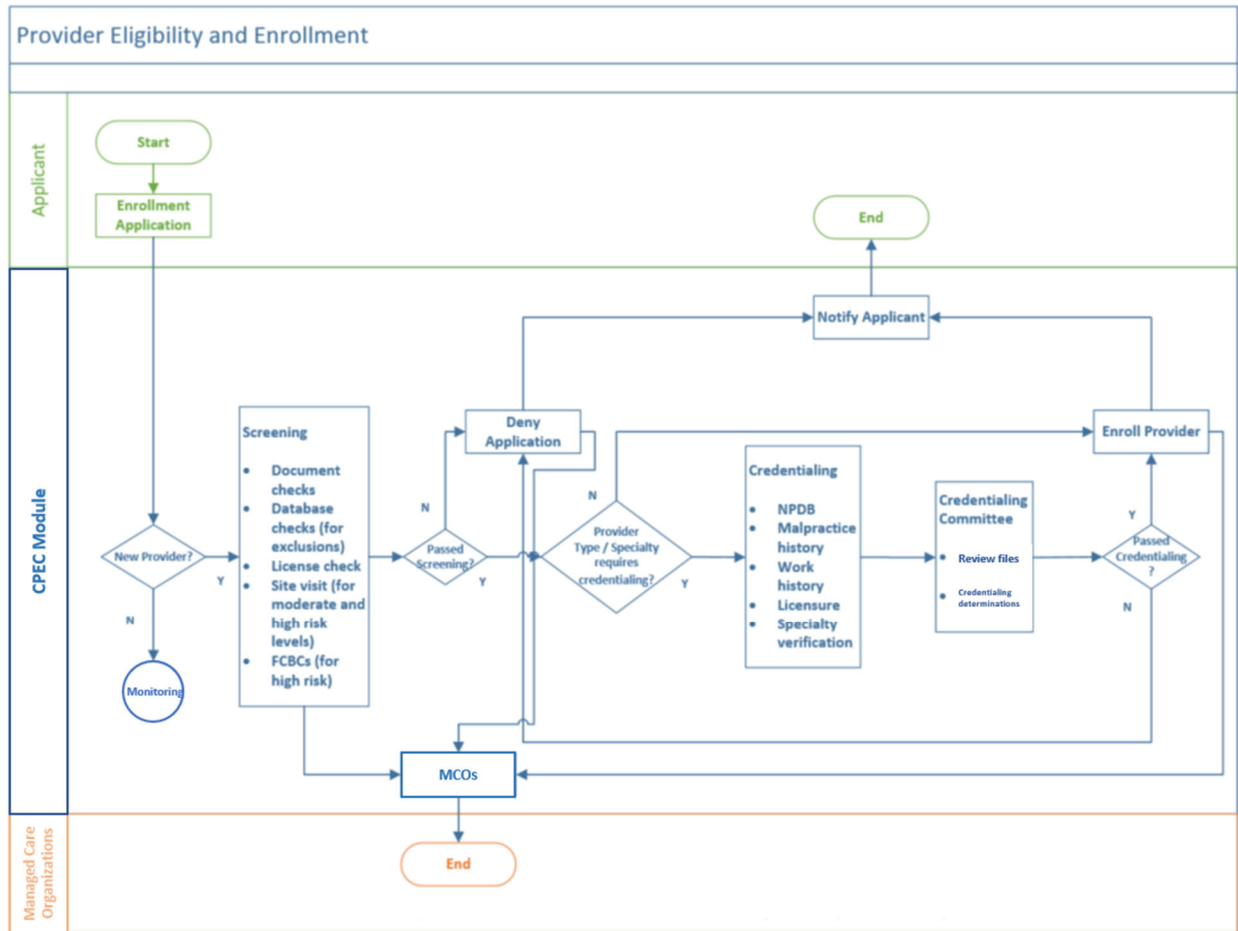 Provider Eligibility and Enrollment
Applicant
Start
Enrollment
Application
End
CPEC Module
Notify Applicant
Deny
Application
Enroll Provider
Screening
• Document
checks
• Database
checks (for
exclusions)
• License check
• Site visit (for
moderate and
high risk
levels)
• FCBCs (for
high risk)
New Provider?
Y
N
Monitoring
Passed
Screening?
N
Y
Provider
Type / Specialty
requires
credentialing?
N
Y
Credentialing
• NPDB
• Malpractice
history
• Work
history
• Licensure
• Specialty
verification
Credentialing
Committee
• Review files
• Credentialing
determinations
Passed
Credentialing
?
Y
N
MCOs
Managed Care
Organizations
End